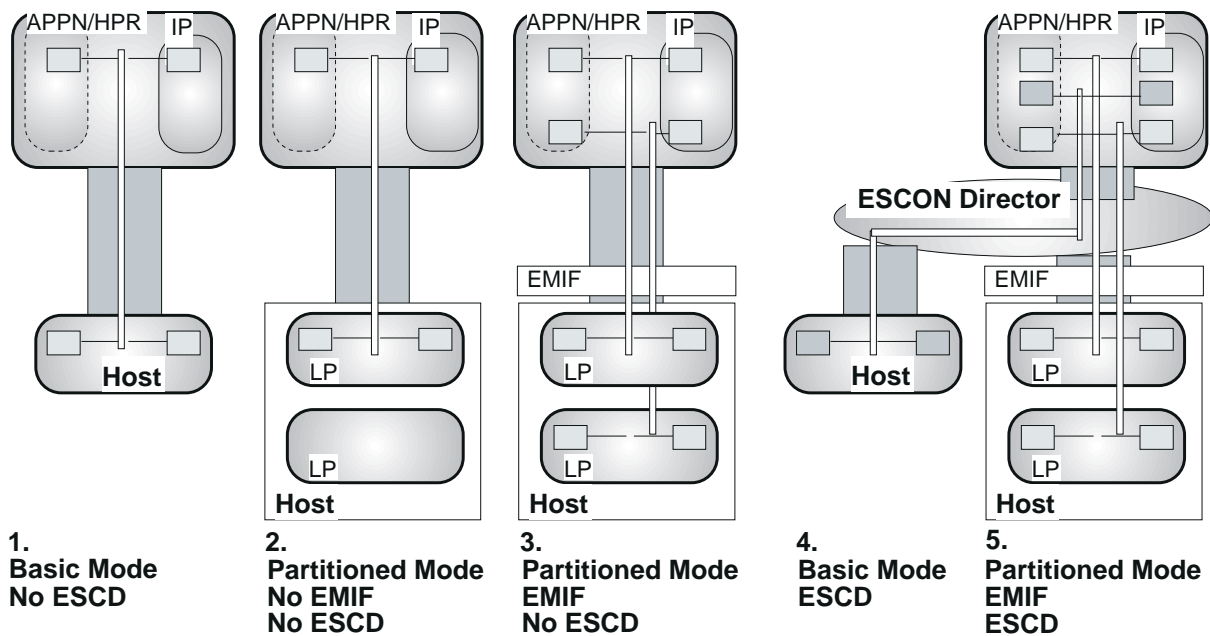 APPN/HPR IP
APPN/HPR IP
APPN/HPR IP
APPN/HPR IP
ESCON Director
EMIF
EMIF
Host
LP
LP
Host
LP
LP
Host
Host
LP
LP
Host
1.
Basic Mode
No ESCD
2.
Partitioned Mode
No EMIF
No ESCD
3.
Partitioned Mode
EMIF
No ESCD
4.
Basic Mode
ESCD
5.
Partitioned Mode
EMIF
ESCD